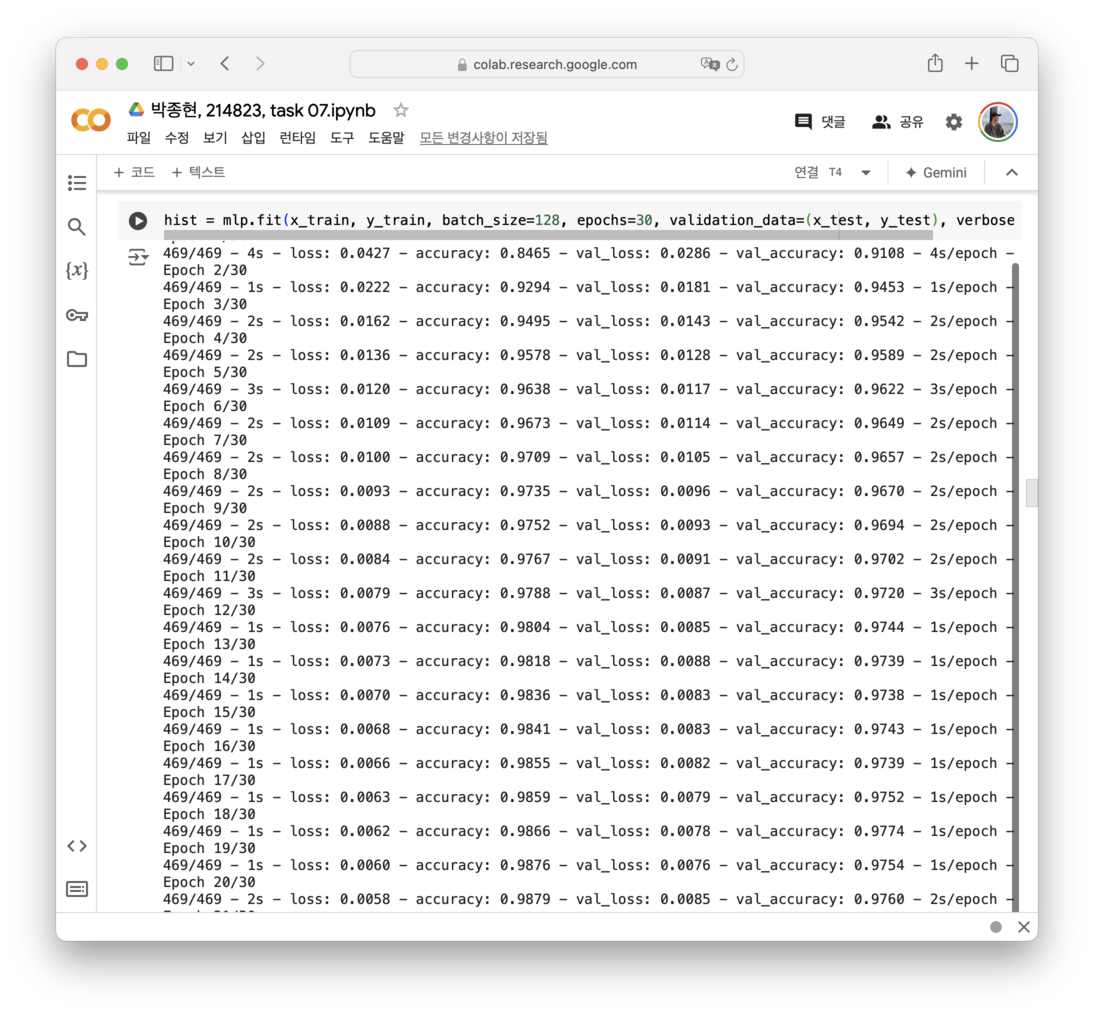 colab.research.google.com
박종현, 214823, task 07.ipynb
파일 수정 보기 삽입 런타임 도구 도움말 모든 변경사항이 저장됨
댓글 공유
+ 코드 + 텍스트
연결 T4 Gemini
hist = mlp.fit(x_train, y_train, batch_size=128, epochs=30, validation_data=(x_test, y_test), verbose
{x}
469/469 - 4s - loss: 0.0427 - accuracy: 0.8465 - val_loss: 0.0286 - val_accuracy: 0.9108 - 4s/epoch -
Epoch 2/30
469/469 - 1s - loss: 0.0222 - accuracy: 0.9294 - val_loss: 0.0181 - val_accuracy: 0.9453 - 1s/epoch -
Epoch 3/30
469/469 - 2s - loss: 0.0162 - accuracy: 0.9495 - val_loss: 0.0143 - val_accuracy: 0.9542 - 2s/epoch -
Epoch 4/30
469/469 - 2s - loss: 0.0136 - accuracy: 0.9578 - val_loss: 0.0128 - val_accuracy: 0.9589 - 2s/epoch -
Epoch 5/30
469/469 - 3s - loss: 0.0120 - accuracy: 0.9638 - val_loss: 0.0117 - val_accuracy: 0.9622 - 3s/epoch -
Epoch 6/30
469/469 - 2s - loss: 0.0109 - accuracy: 0.9673 - val_loss: 0.0114 - val_accuracy: 0.9649 - 2s/epoch -
Epoch 7/30
469/469 - 2s - loss: 0.0100 - accuracy: 0.9709 - val_loss: 0.0105 - val_accuracy: 0.9657 - 2s/epoch -
Epoch 8/30
469/469 - 2s - loss: 0.0093 - accuracy: 0.9735 - val_loss: 0.0096 - val_accuracy: 0.9670 - 2s/epoch -
Epoch 9/30
469/469 - 2s - loss: 0.0088 - accuracy: 0.9752 - val_loss: 0.0093 - val_accuracy: 0.9694 - 2s/epoch -
Epoch 10/30
469/469 - 2s - loss: 0.0084 - accuracy: 0.9767 - val_loss: 0.0091 - val_accuracy: 0.9702 - 2s/epoch -
Epoch 11/30
469/469 - 3s - loss: 0.0079 - accuracy: 0.9788 - val_loss: 0.0087 - val_accuracy: 0.9720 - 3s/epoch -
Epoch 12/30
469/469 - 1s - loss: 0.0076 - accuracy: 0.9804 - val_loss: 0.0085 - val_accuracy: 0.9744 - 1s/epoch -
Epoch 13/30
469/469 - 1s - loss: 0.0073 - accuracy: 0.9818 - val_loss: 0.0088 - val_accuracy: 0.9739 - 1s/epoch -
Epoch 14/30
469/469 - 1s - loss: 0.0070 - accuracy: 0.9836 - val_loss: 0.0083 - val_accuracy: 0.9738 - 1s/epoch -
Epoch 15/30
469/469 - 1s - loss: 0.0068 - accuracy: 0.9841 - val_loss: 0.0083 - val_accuracy: 0.9743 - 1s/epoch -
Epoch 16/30
469/469 - 1s - loss: 0.0066 - accuracy: 0.9855 - val_loss: 0.0082 - val_accuracy: 0.9739 - 1s/epoch -
Epoch 17/30
469/469 - 1s - loss: 0.0063 - accuracy: 0.9859 - val_loss: 0.0079 - val_accuracy: 0.9752 - 1s/epoch -
Epoch 18/30
469/469 - 1s - loss: 0.0062 - accuracy: 0.9866 - val_loss: 0.0078 - val_accuracy: 0.9774 - 1s/epoch -
Epoch 19/30
469/469 - 1s - loss: 0.0060 - accuracy: 0.9876 - val_loss: 0.0076 - val_accuracy: 0.9754 - 1s/epoch -
Epoch 20/30
469/469 - 2s - loss: 0.0058 - accuracy: 0.9879 - val_loss: 0.0085 - val_accuracy: 0.9760 - 2s/epoch -